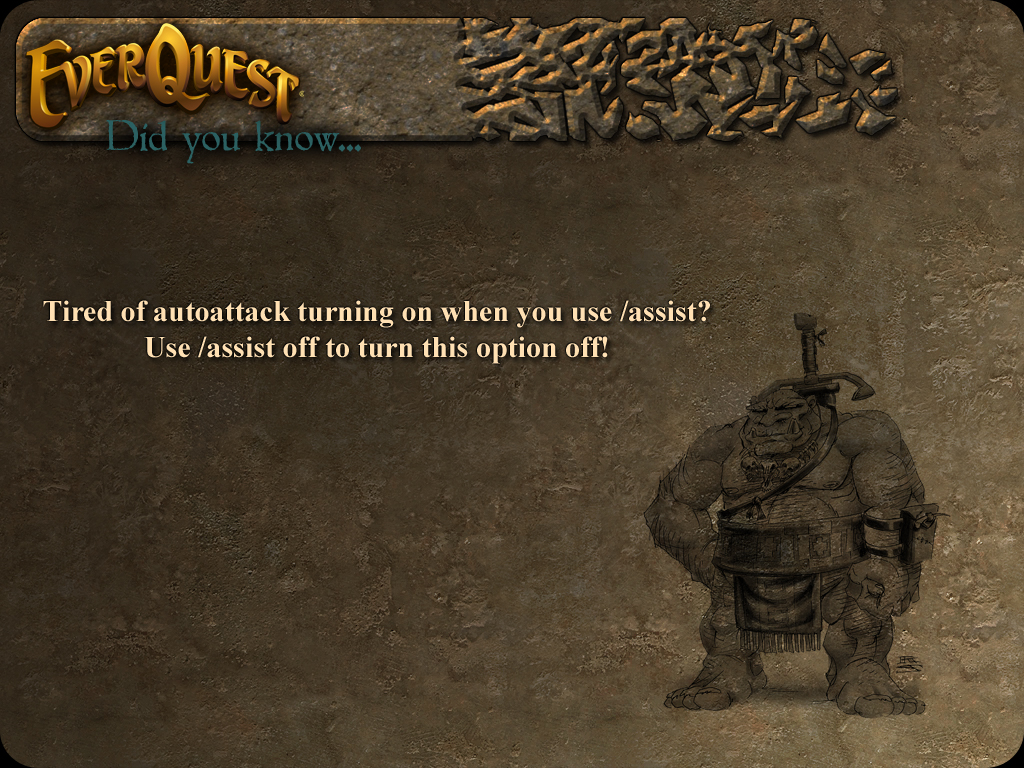 EverQuest
Did you know...
Tired of autoattack turning on when you use /assist?
Use /assist off to turn this option off!